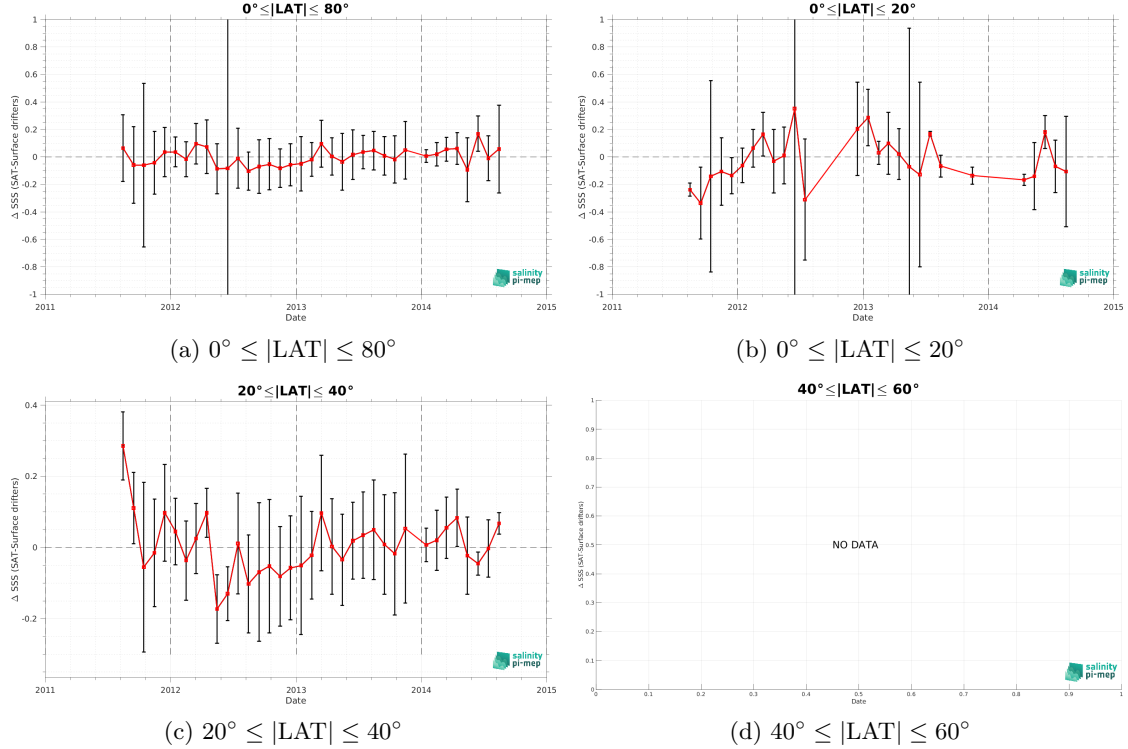 0°≤|LAT|≤ 80°
Δ SSS (SAT-Surface drifters)
1
0.8
0.6
0.4
0.2
0
-0.2
-0.4
-0.6
-0.8
-1
2011
2012
2013
2014
2015
Date
salinity
pi-mep
(a) 0° ≤ |LAT| ≤ 80°
0°≤|LAT|≤ 20°
Δ SSS (SAT-Surface drifters)
1
0.8
0.6
0.4
0.2
0
-0.2
-0.4
-0.6
-0.8
-1
2011
2012
2013
2014
2015
Date
salinity
pi-mep
(b) 0° ≤ |LAT| ≤ 20°
20°≤|LAT|≤ 40°
Δ SSS (SAT-Surface drifters)
0.4
0.2
0
-0.2
2011
2012
2013
2014
2015
Date
salinity
pi-mep
(c) 20° ≤ |LAT| ≤ 40°
40°≤|LAT|≤ 60°
Δ SSS (SAT-Surface drifters)
1
0.9
0.8
0.7
0.6
0.5
0.4
0.3
0.2
0.1
0
NO DATA
0
0.1
0.2
0.3
0.4
0.5
0.6
0.7
0.8
0.9
1
Date
salinity
pi-mep
(d) 40° ≤ |LAT| ≤ 60°